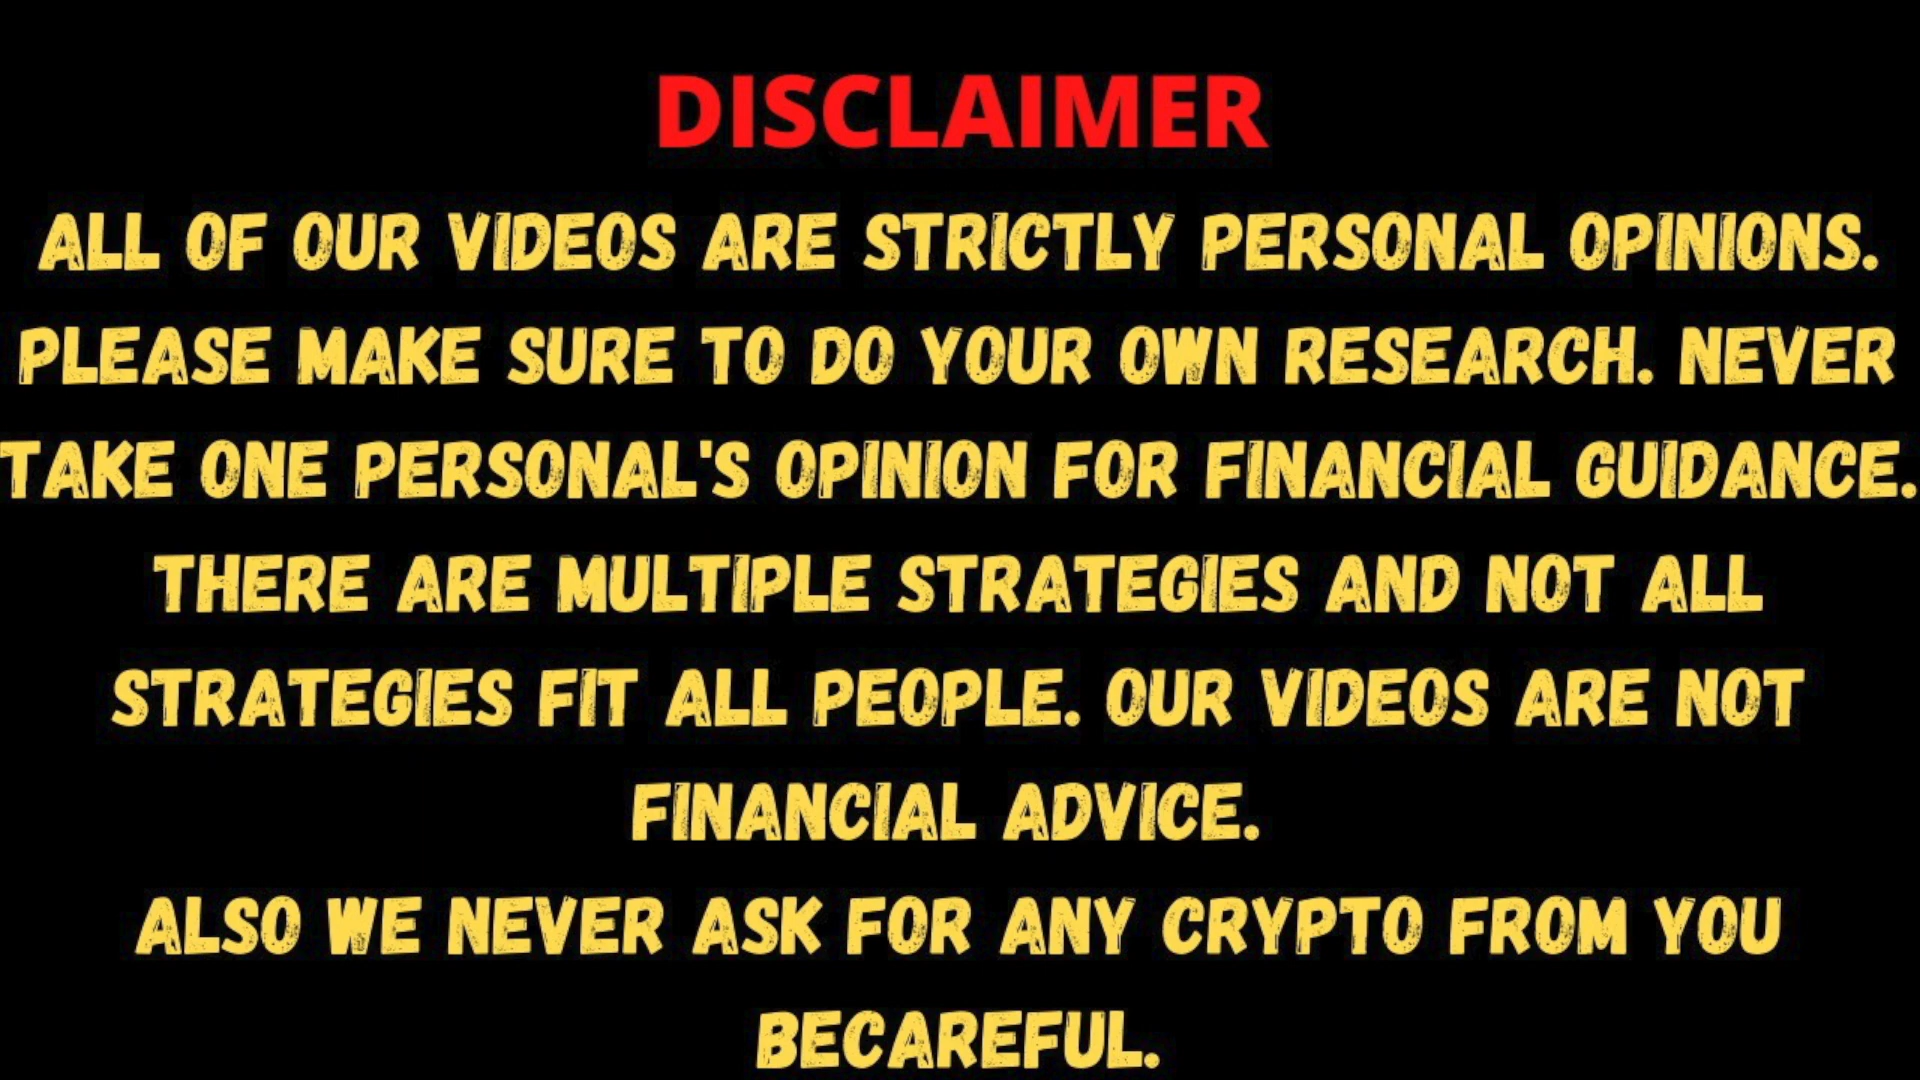 DISCLAIMER
ALL OF OUR VIDEOS ARE STRICTLY PERSONAL OPINIONS.
PLEASE MAKE SURE TO DO YOUR OWN RESEARCH. NEVER
TAKE ONE PERSONAL'S OPINION FOR FINANCIAL GUIDANCE.
THERE ARE MULTIPLE STRATEGIES AND NOT ALL
STRATEGIES FIT ALL PEOPLE. OUR VIDEOS ARE NOT
FINANCIAL ADVICE.
ALSO WE NEVER ASK FOR ANY CRYPTO FROM YOU
BECAREFUL.